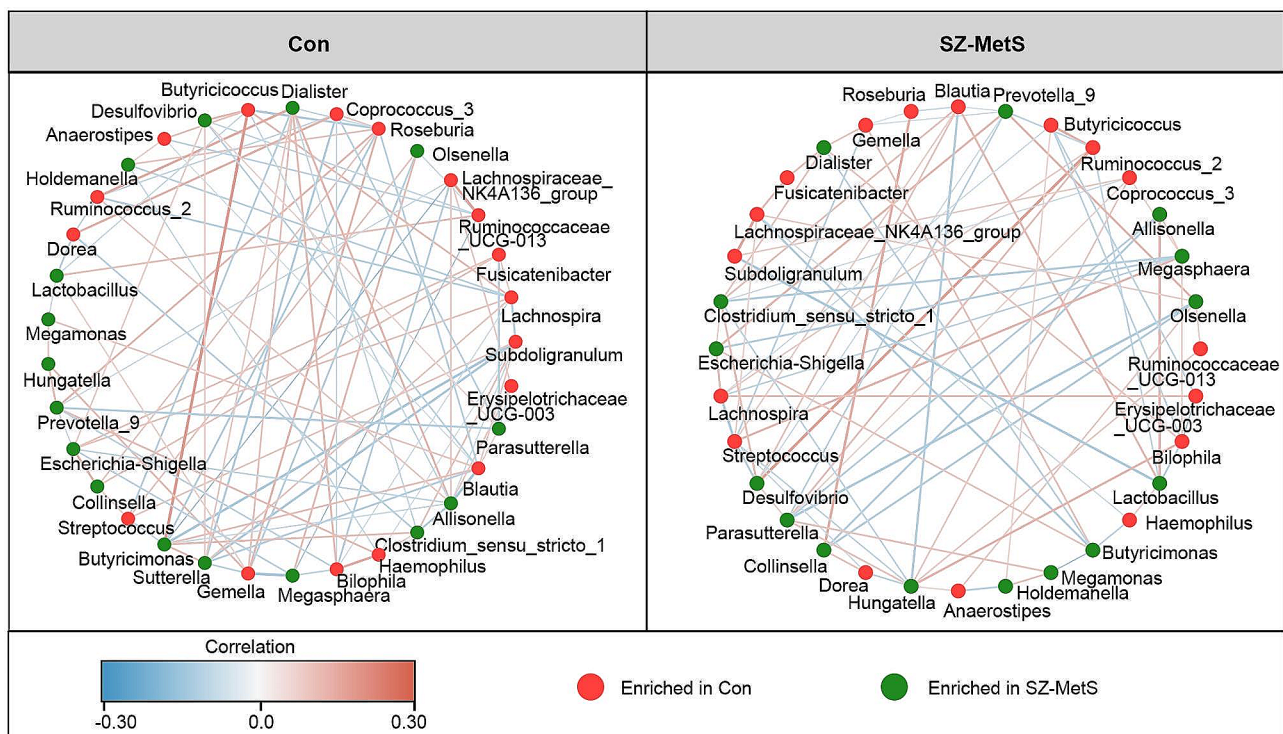 Con
SZ-MetS
Butyricicoccus
Dialister
Desulfovibrio
Coprococcus_3
Anaerostipes
Roseburia
Olsenella
Holdemanella
Lachnospiraceae_
NK4A136_group
Ruminococcus_2
Ruminococcaceae
_UCG-013
Dorea
Fusicatenibacter
Lactobacillus
Lachnospira
Megamonas
Subdoligranulum
Hungatella
Erysipelotrichaceae
_UCG-003
Prevotella_9
Parasutterella
Escherichia-Shigella
Blautia
Collinsella
Allisonella
Streptococcus
Clostridium_sensu_stricto_1
Butyricimonas
Haemophilus
Sutterella
Bilophila
Gemella
Megasphaera
Roseburia
Blautia
Prevotella_9
Gemella
Butyricicoccus
Dialister
Ruminococcus_2
Fusicatenibacter
Coprococcus_3
Lachnospiraceae_NK4A136_group
Allisonella
Subdoligranulum
Megasphaera
Clostridium_sensu_stricto_1
Olsenella
Escherichia-Shigella
Ruminococcaceae
_UCG-013
Lachnospira
Erysipelotrichaceae
_UCG-003
Streptococcus
Bilophila
Desulfovibrio
Lactobacillus
Parasutterella
Haemophilus
Collinsella
Butyricimonas
Dorea
Megamonas
Hungatella
Holdemanella
Anaerostipes
Correlation
-0.30
0.0
0.30
Enriched in Con
Enriched in SZ-MetS